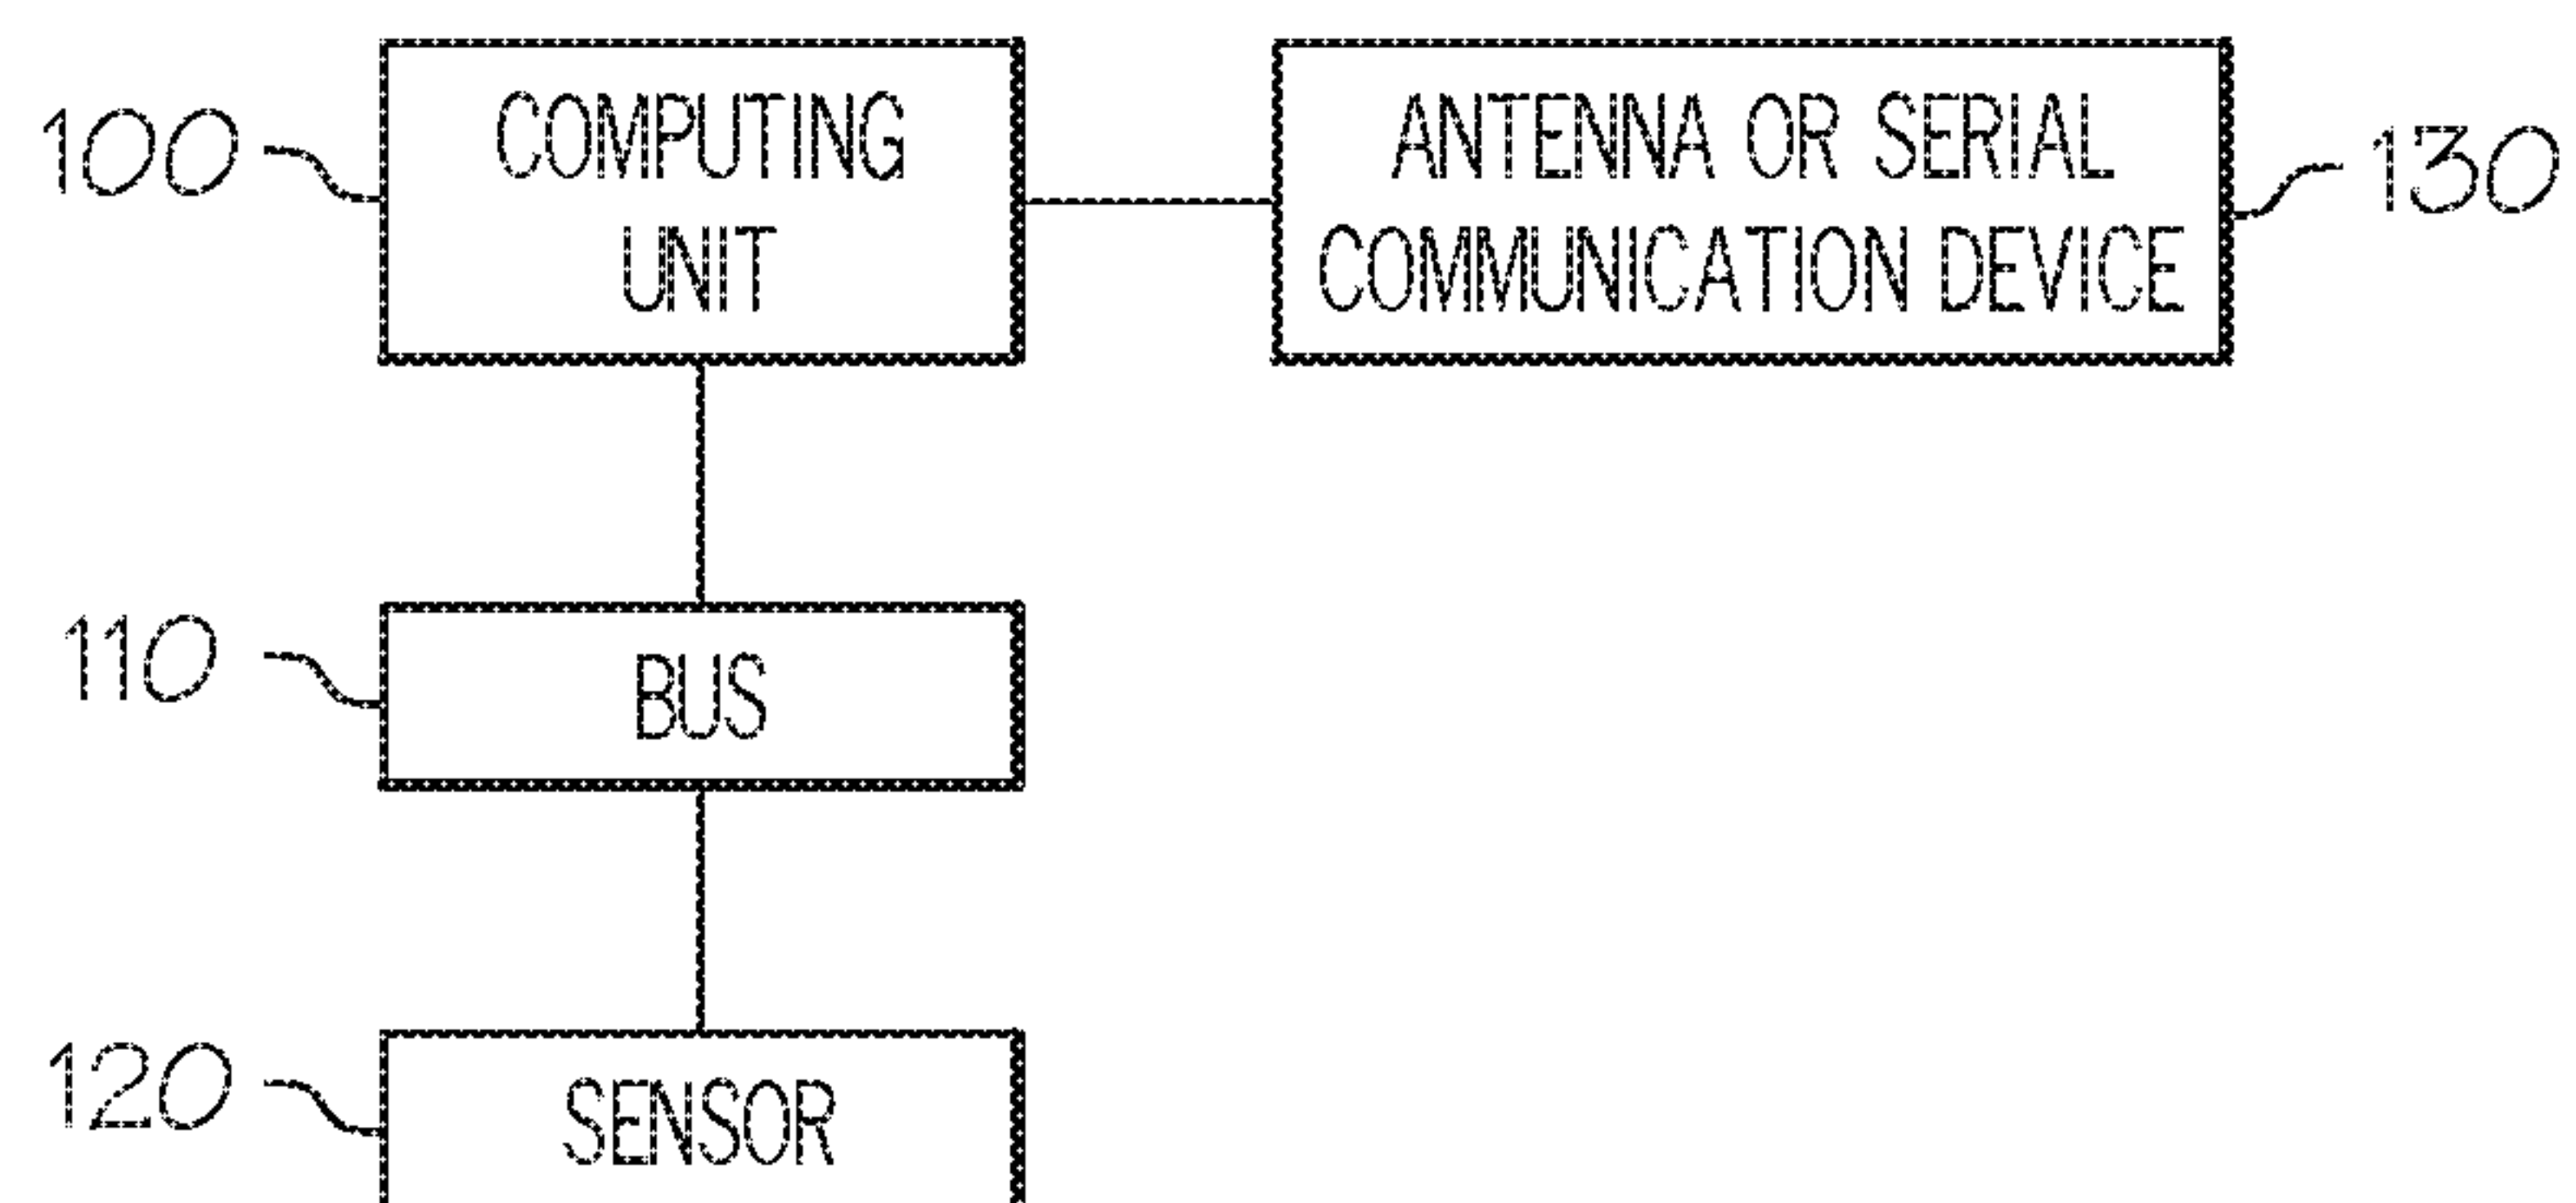 100
COMPUTING
UNIT
ANTENNA OR SERIAL
COMMUNICATION DEVICE
130
110
BUS
120
SENSOR